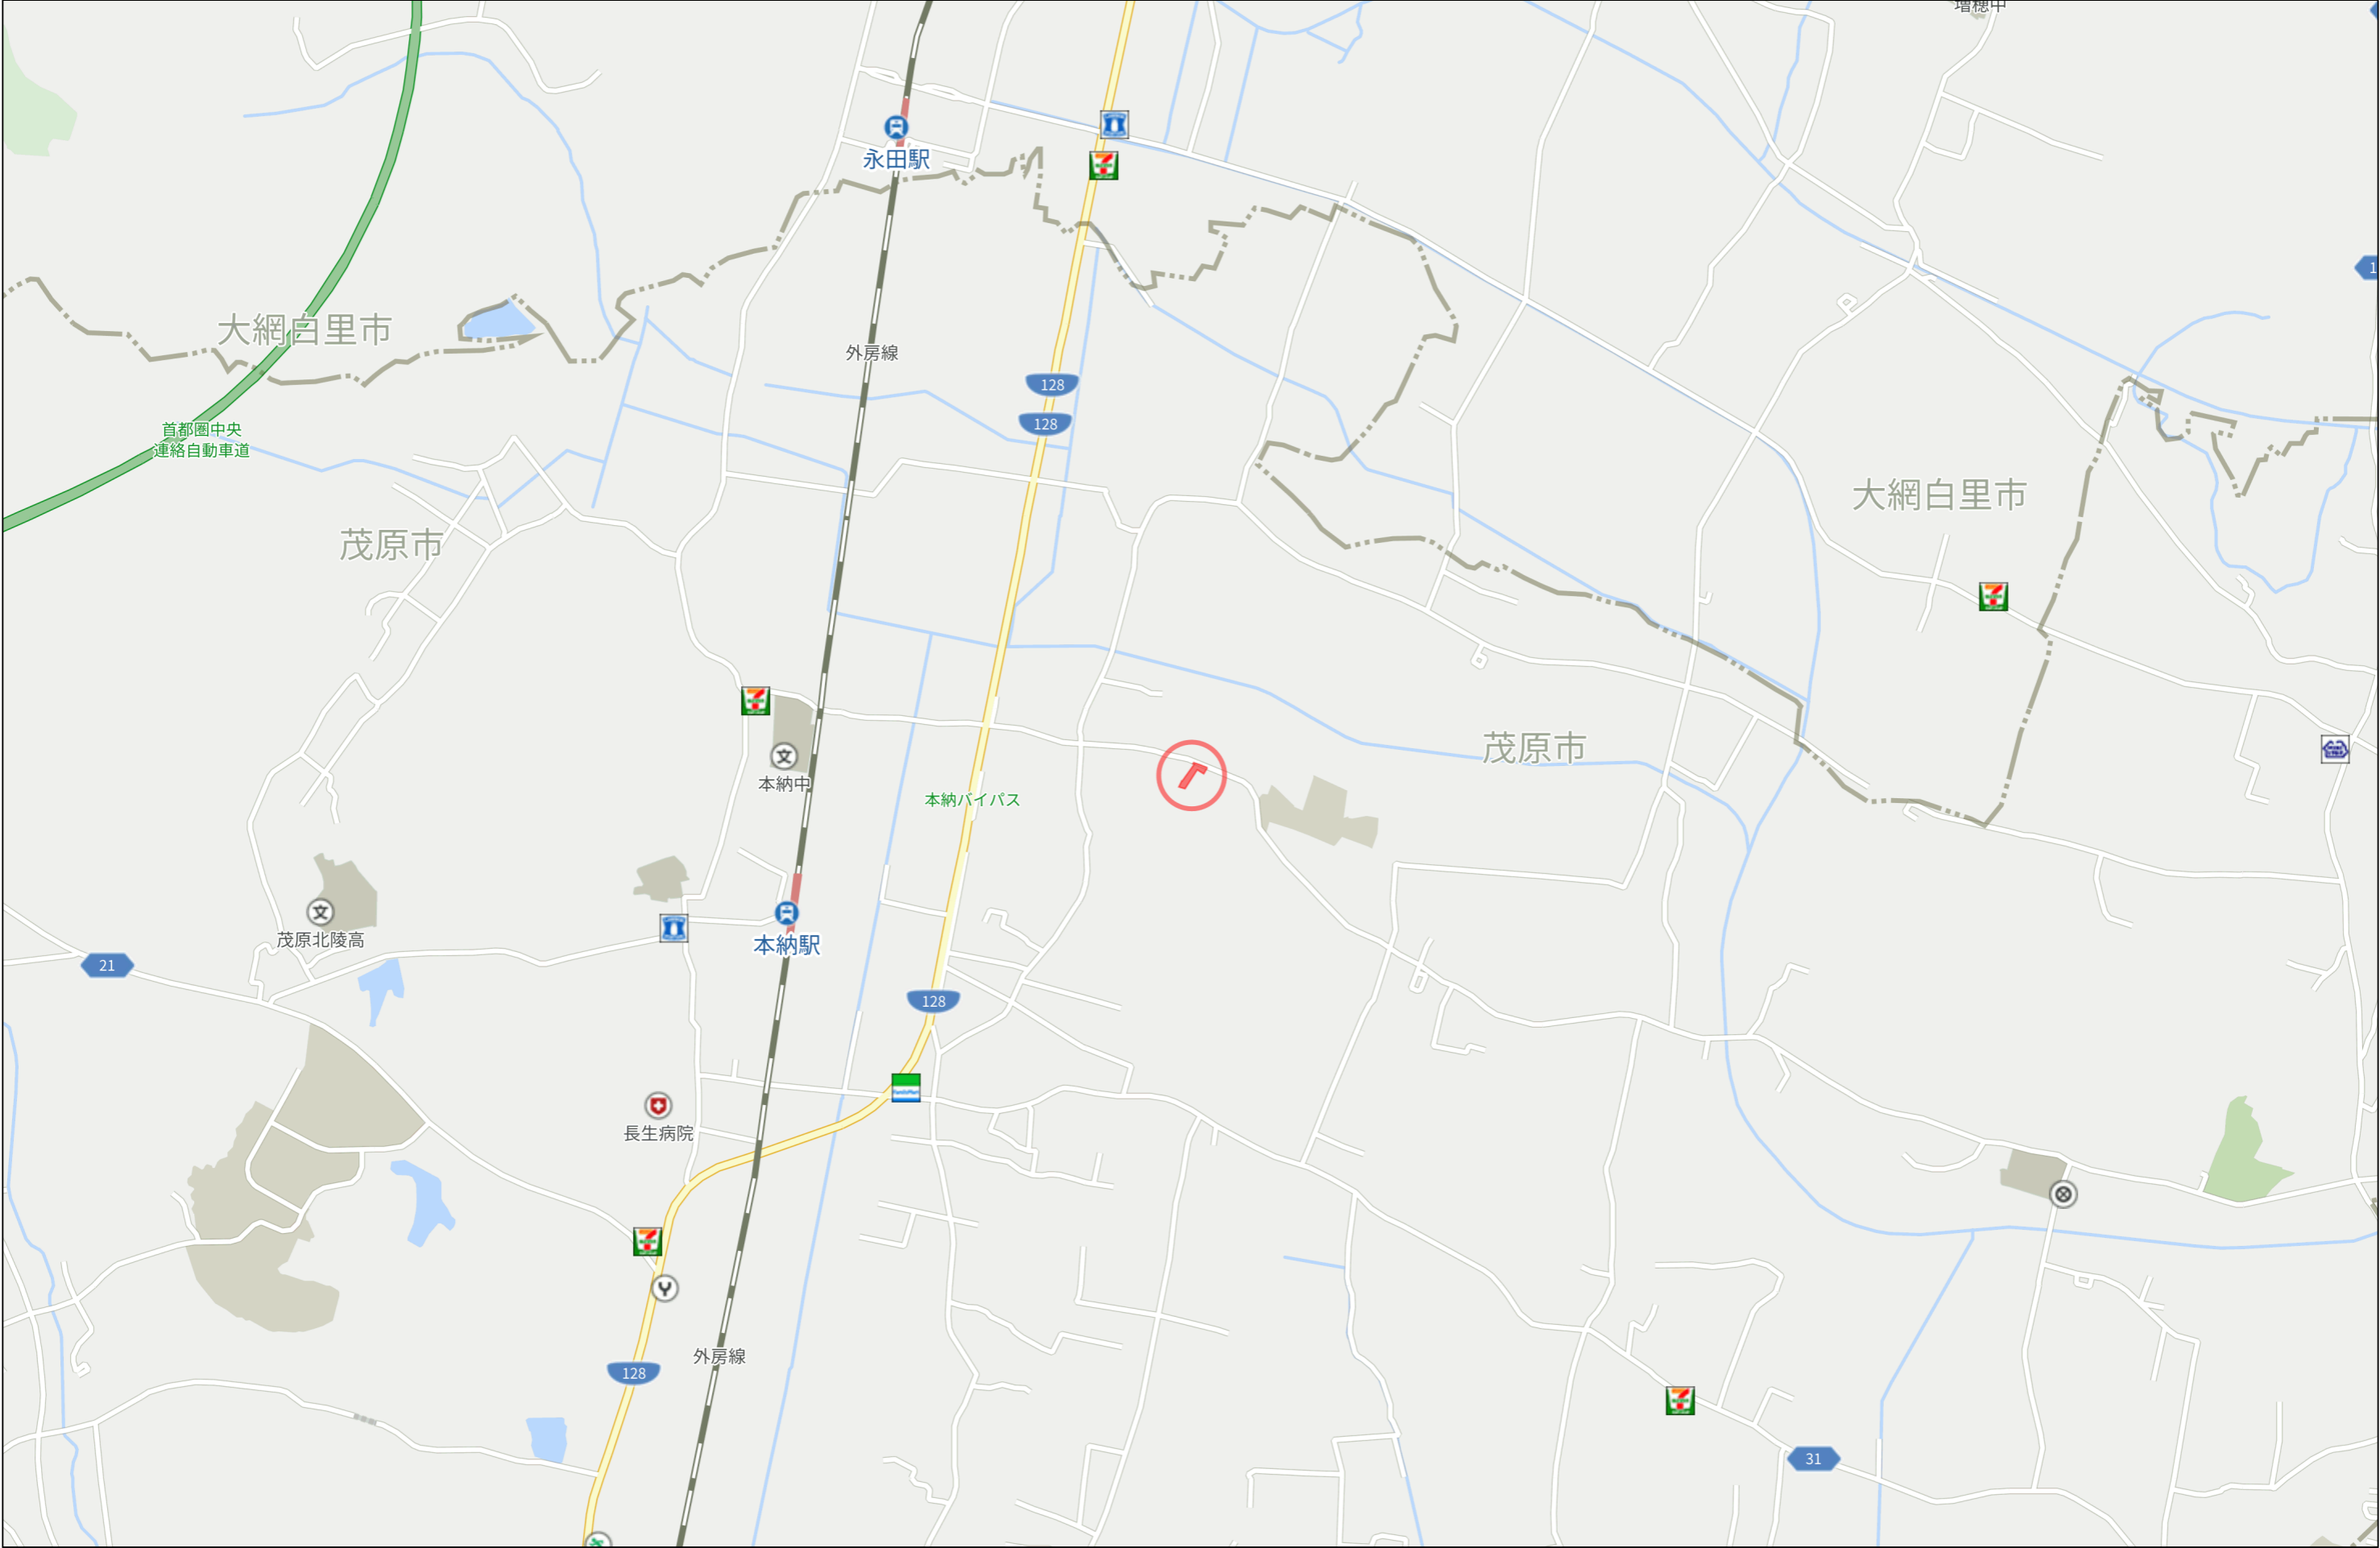 増穂中
永田駅
大網白里市
外房線
128
128
首都圏中央
連絡自動車道
茂原市
大網白里市
茂原市
本納中
本納バイパス
茂原北陵高
本納駅
21
128
長生病院
外房線
128
31